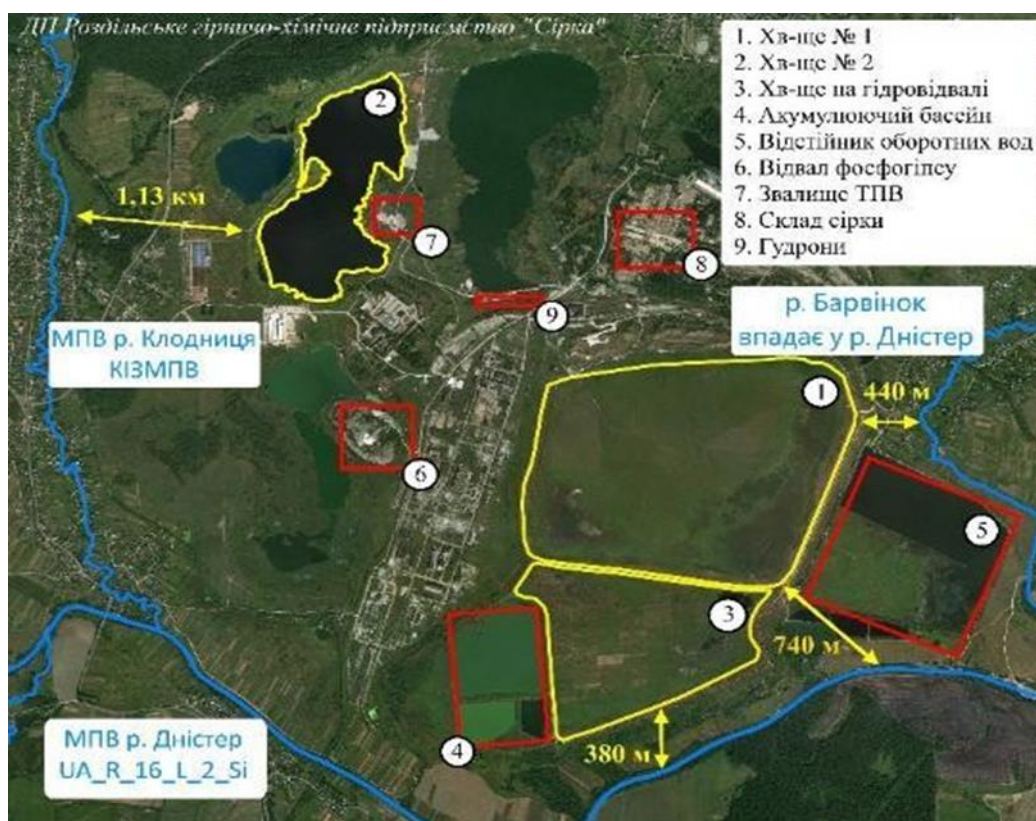 ДП Роздільське гірничо-хімічне підприємство "Сірка"
1. Хв-ще № 1
2. Хв-ще № 2
3. Хв-ще на гідровідвалі
4. Акумулюючий басейн
5. Відстійник оборотних вод
6. Відвал фосфогіпсу
7. Звалище ТПВ
8. Склад сірки
9. Гудрони
2
1,13 км
7
8
9
МПВ р. Клодниця
КІЗМПВ
р. Барвінок
впадає у р. Дністер
1
440 м
6
5
3
740 м
4
380 м
МПВ р. Дністер
UA_R_16_L_2_Si